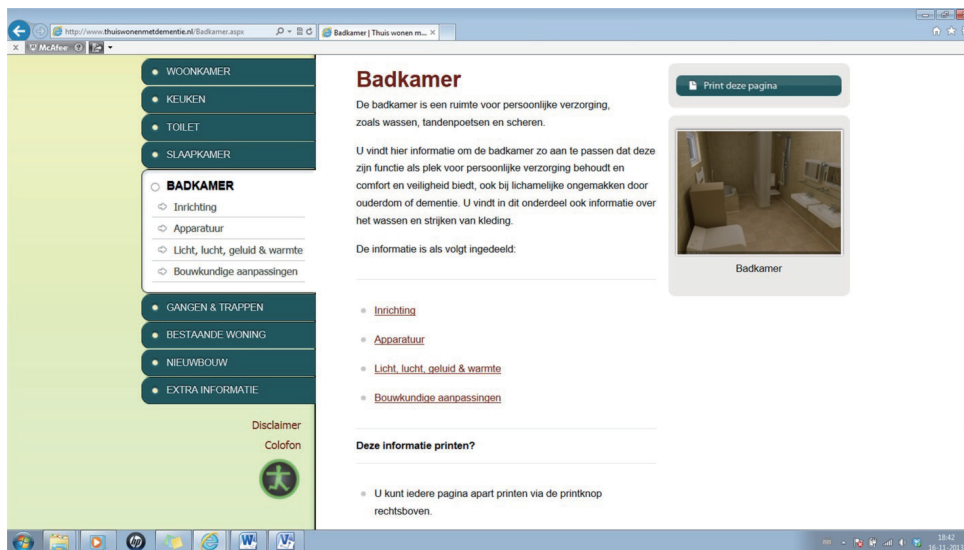 http://www.thuiswonenmetdementie.nl/Badkamer.aspx
Badkamer | Thuis wonen m...
X McAfee
WOONKAMER
KEUKEN
TOILET
SLAAPKAMER
BADKAMER
Inrichting
Apparatuur
Licht, lucht, geluid & warmte
Bouwkundige aanpassingen
GANGEN & TRAPPEN
BESTAANDE WONING
NIEUWBOUW
EXTRA INFORMATIE
Disclaimer
Colofon
Badkamer
De badkamer is een ruimte voor persoonlijke verzorging,
zoals wassen, tandenpoetsen en scheren.
U vindt hier informatie om de badkamer zo aan te passen dat deze
zijn functie als plek voor persoonlijke verzorging behoudt en
comfort en veiligheid biedt, ook bij lichamelijke ongemakken door
ouderdom of dementie. U vindt in dit onderdeel ook informatie over
het wassen en strijken van kleding.
De informatie is als volgt ingedeeld:
Inrichting
Apparatuur
Licht, lucht, geluid & warmte
Bouwkundige aanpassingen
Deze informatie printen?
U kunt iedere pagina apart printen via de printknop
rechtsboven.
Print deze pagina
Badkamer
hp
18:42